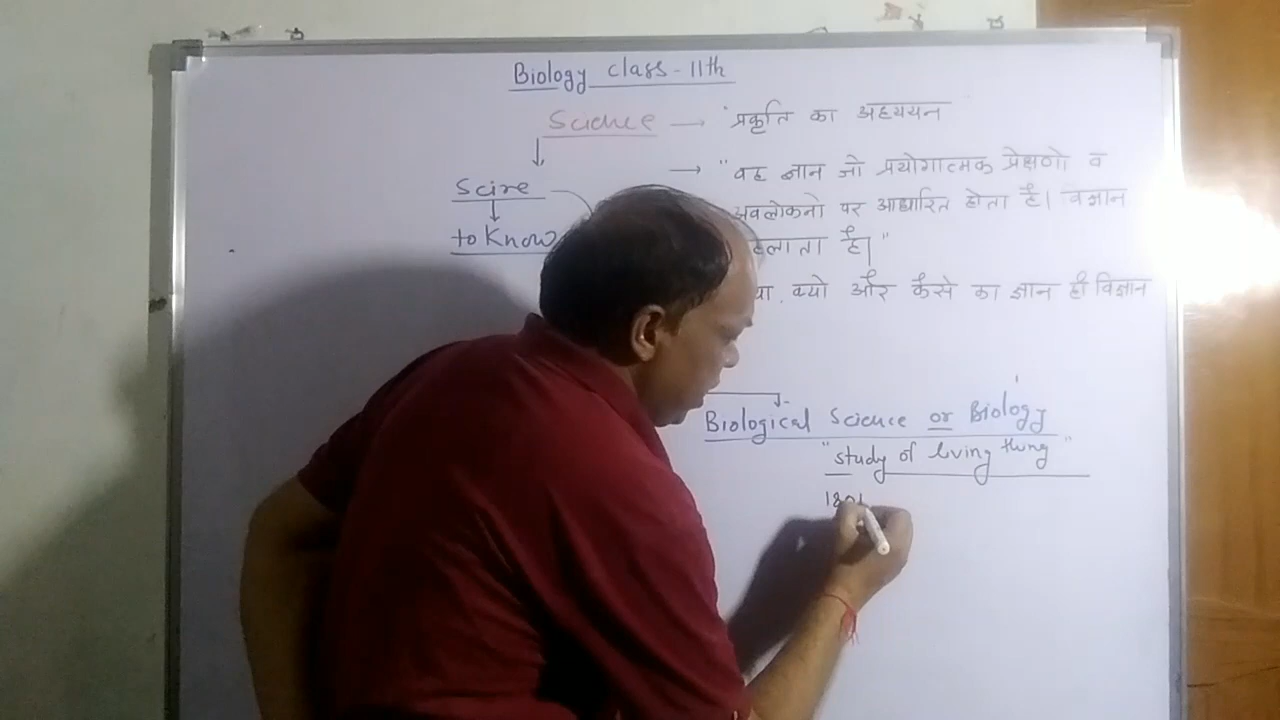 Biology class - 11th
Science → प्रकृति का अध्ययन
Scire
to Know
→ " वह ज्ञान जो प्रयोगात्मक प्रेक्षणो व
अवलोकनो पर आधारित होता है। विज्ञान
है।"
क्यो और कैसे का ज्ञान ही विज्ञान
Biological Science or Biology
"study of living thing"